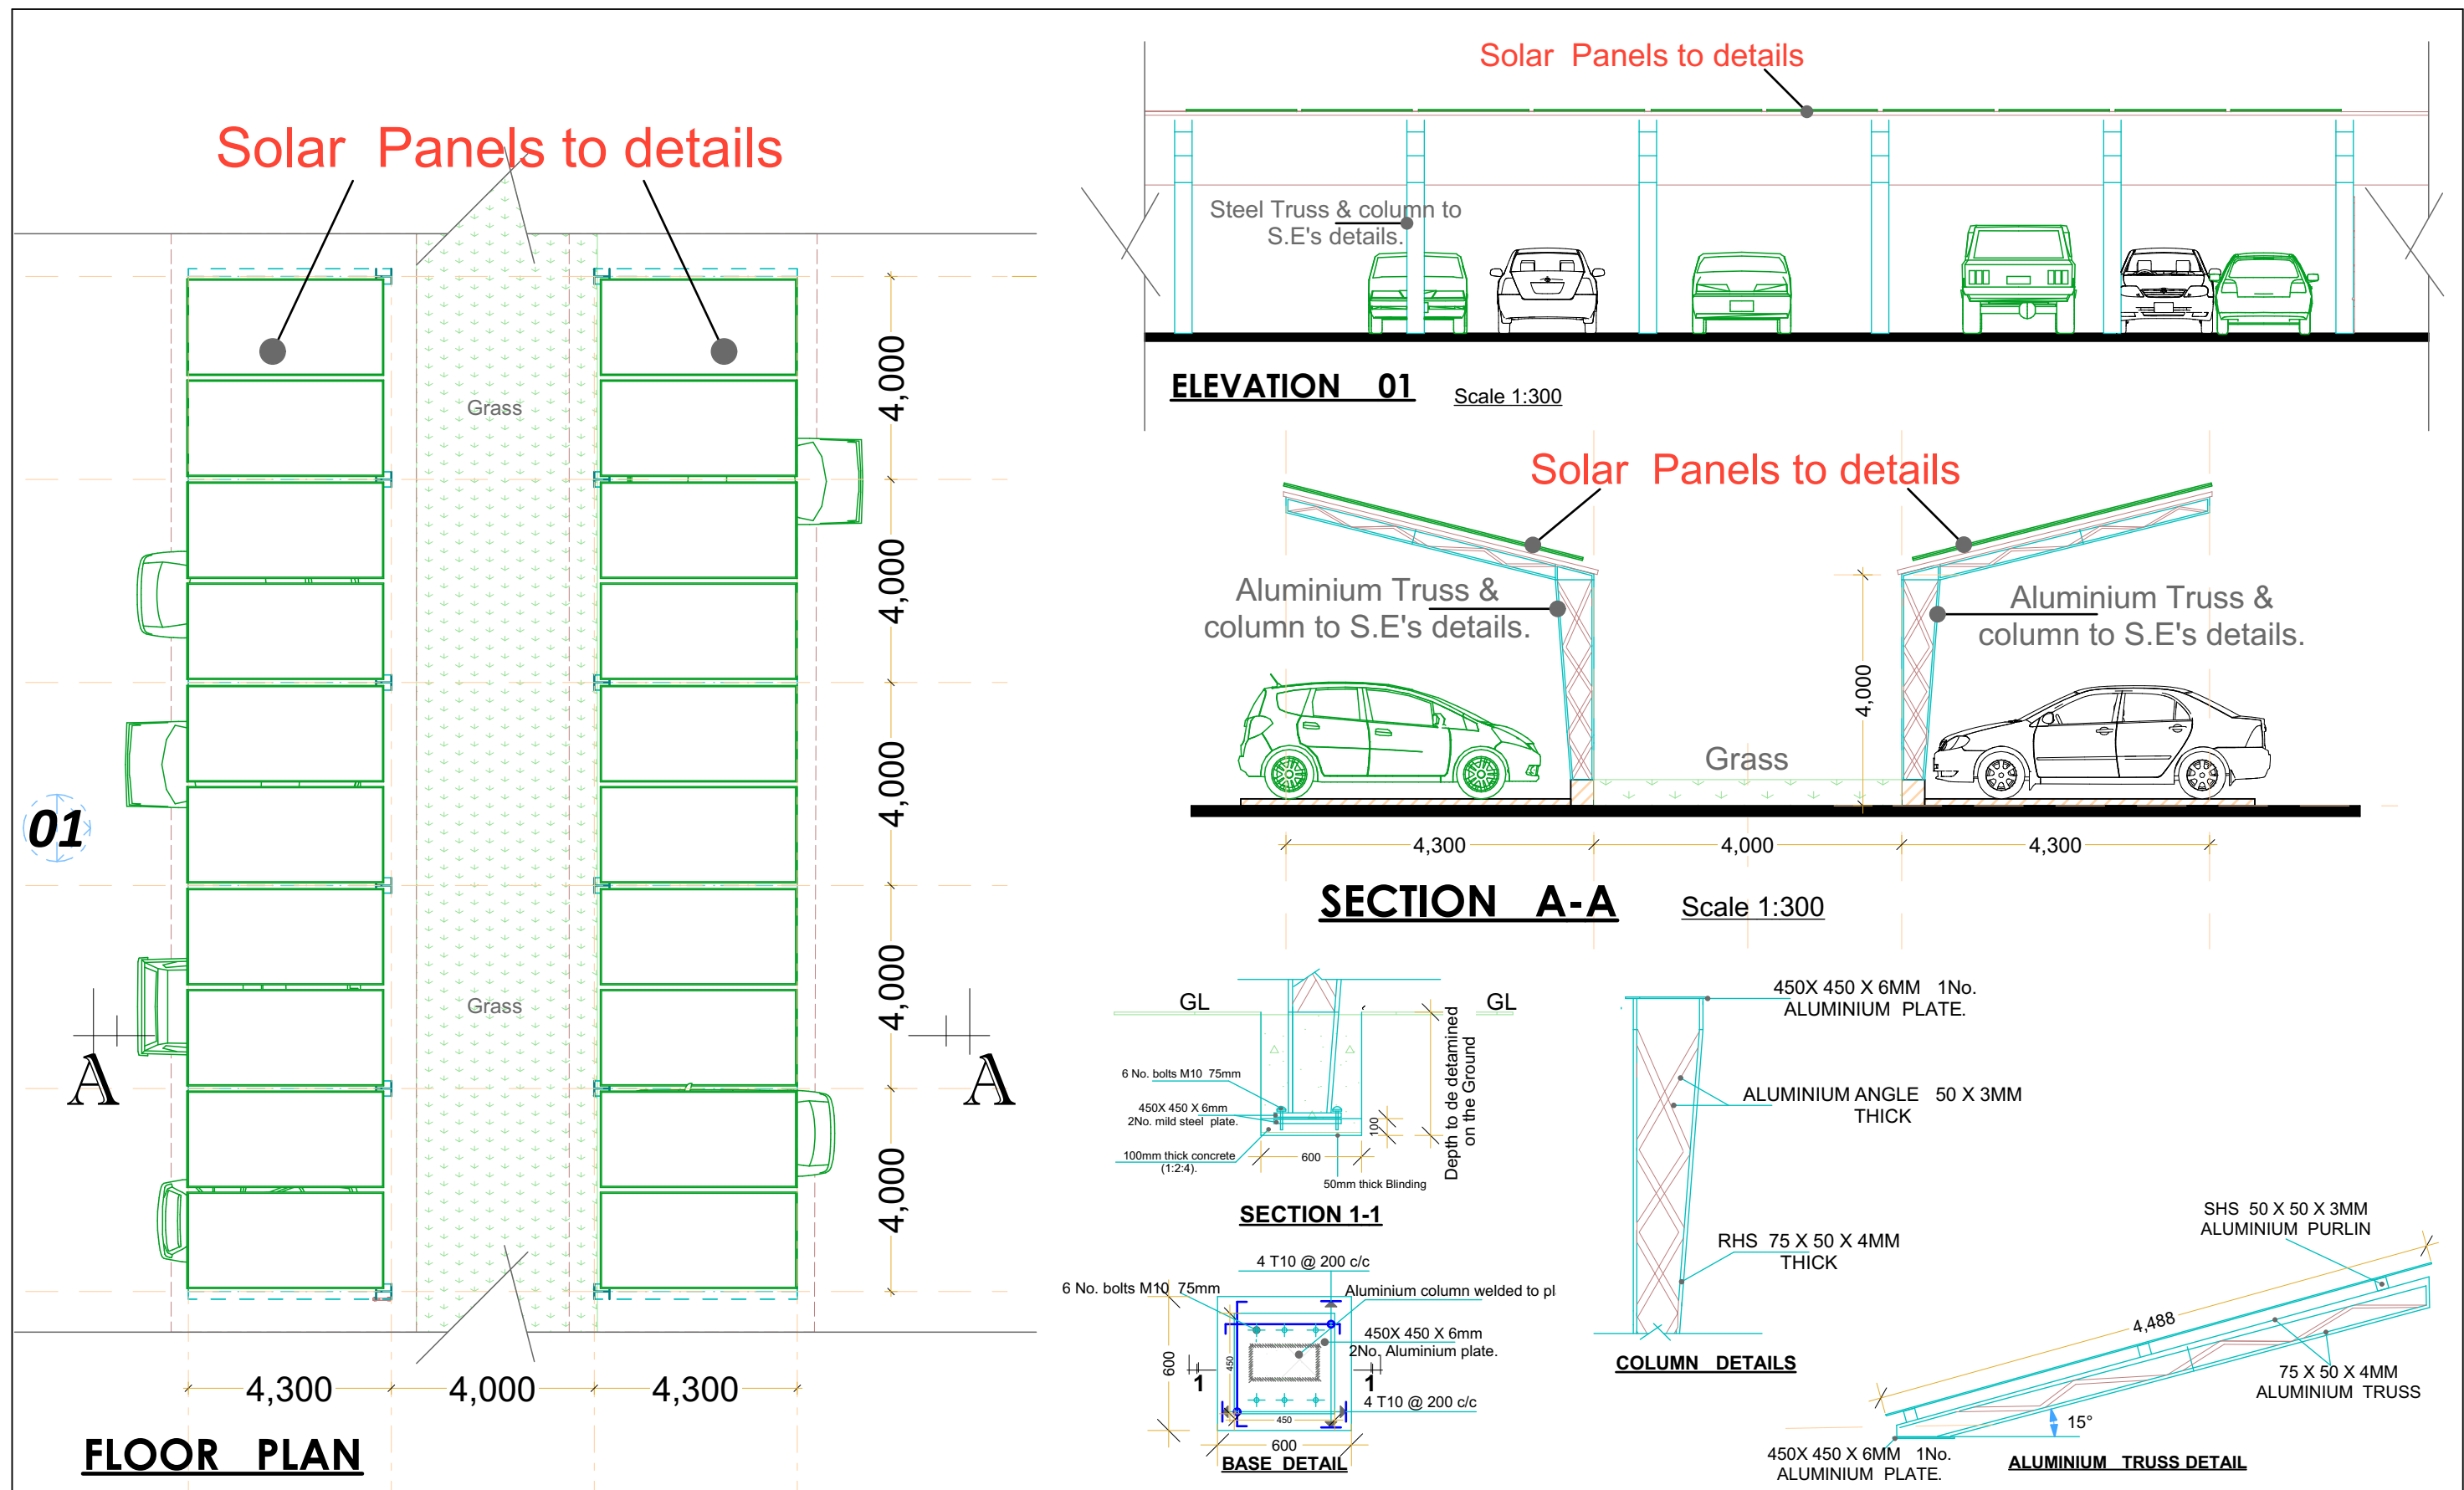 Solar Panels to details
Grass
Grass
4,000
4,000
4,000
4,000
4,000
01
A
A
4,300
4,000
4,300
FLOOR PLAN
Solar Panels to details
Steel Truss & column to
S.E's details.
ELEVATION 01
Scale 1:300
Solar Panels to details
Aluminium Truss &
column to S.E's details.
Aluminium Truss &
column to S.E's details.
4,000
Grass
4,300
4,000
4,300
SECTION A-A
Scale 1:300
GL
GL
6 No. bolts M10 75mm
450X 450 X 6mm
2No. mild steel plate.
100mm thick concrete
(1:2:4).
600
100
50mm thick Blinding
Depth to de detamined
on the Ground
SECTION 1-1
4 T10 @ 200 c/c
6 No. bolts M10 75mm
Aluminium column welded to pl
450X 450 X 6mm
2No. Aluminium plate.
600
450
1
1
4 T10 @ 200 c/c
450
600
BASE DETAIL
450X 450 X 6MM 1No.
ALUMINIUM PLATE.
ALUMINIUM ANGLE 50 X 3MM
THICK
RHS 75 X 50 X 4MM
THICK
COLUMN DETAILS
SHS 50 X 50 X 3MM
ALUMINIUM PURLIN
4,488
75 X 50 X 4MM
ALUMINIUM TRUSS
15°
450X 450 X 6MM 1No.
ALUMINIUM PLATE.
ALUMINIUM TRUSS DETAIL